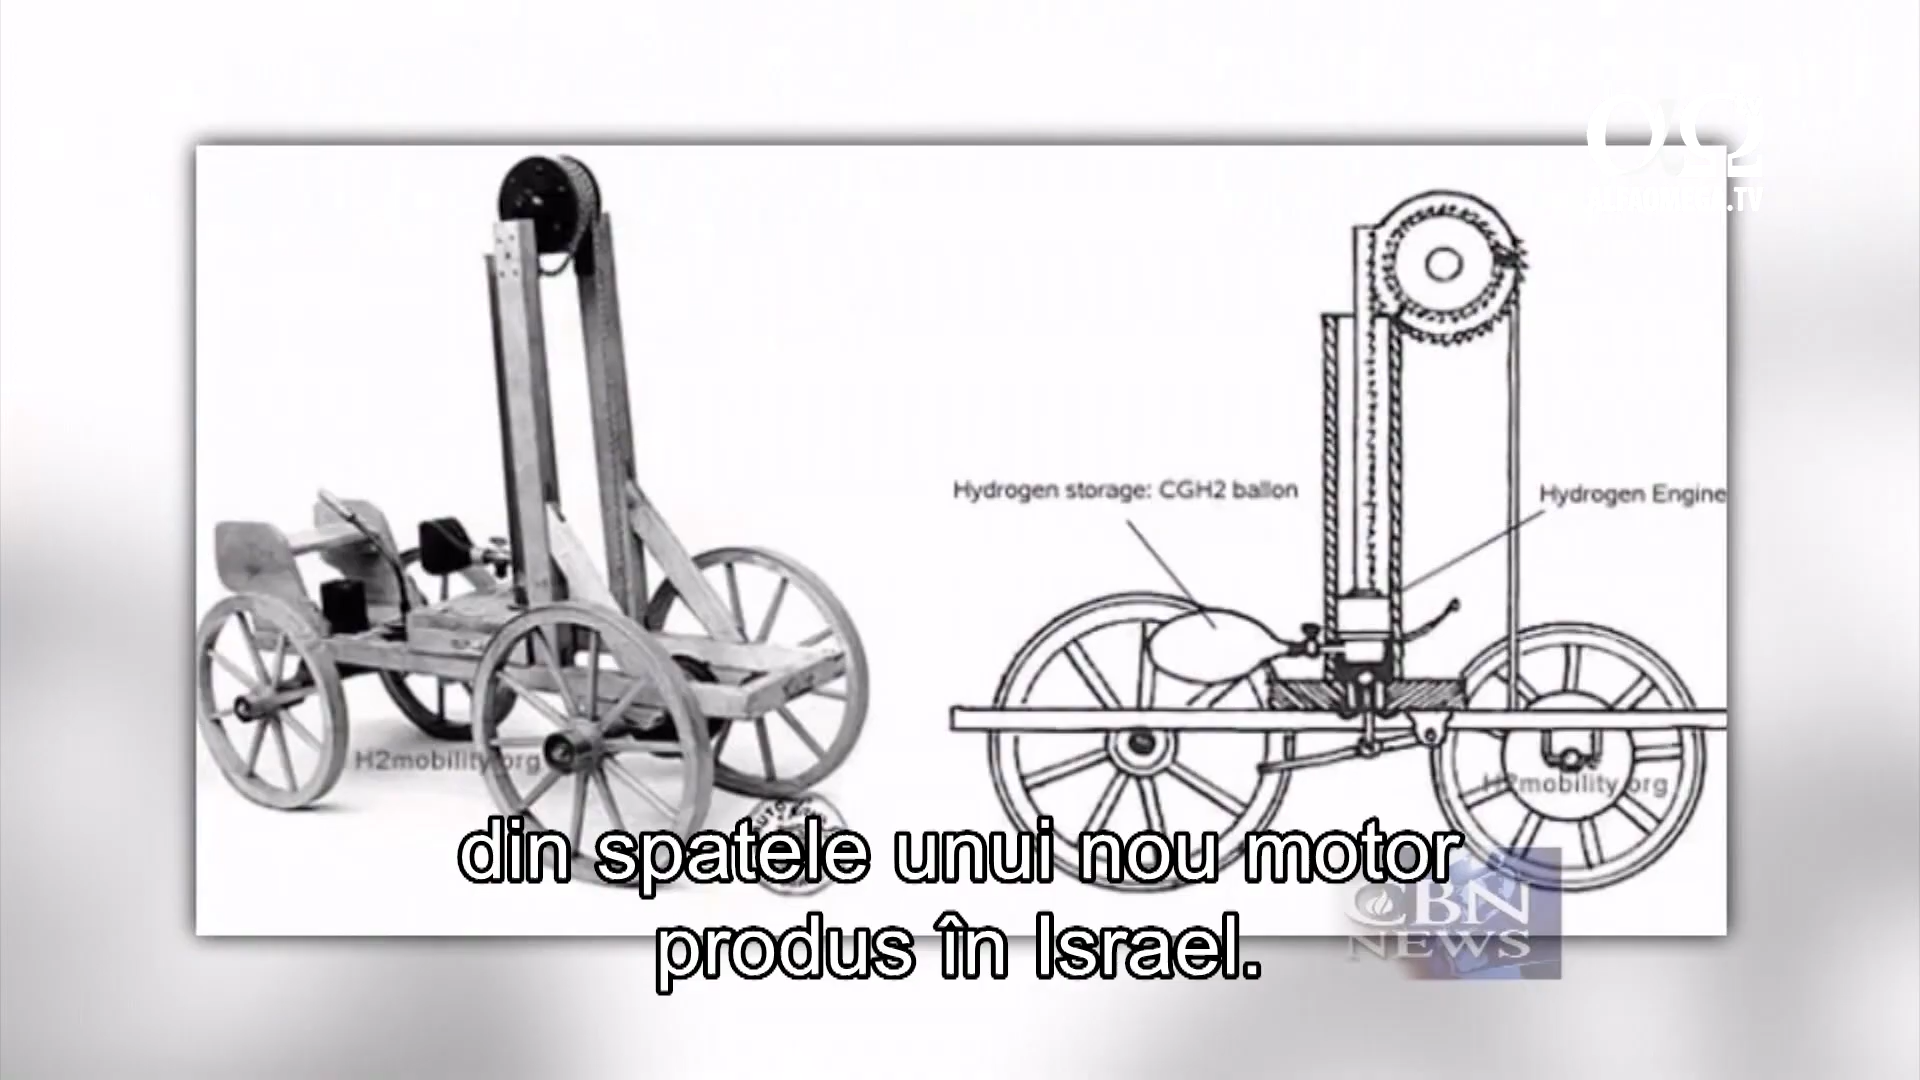 Hydrogen storage: CGH2 ballon
Hydrogen Engine
H2mobility.org
H2mobility.org
din spatele unui nou motor
produs în Israel.
CBN
NEWS